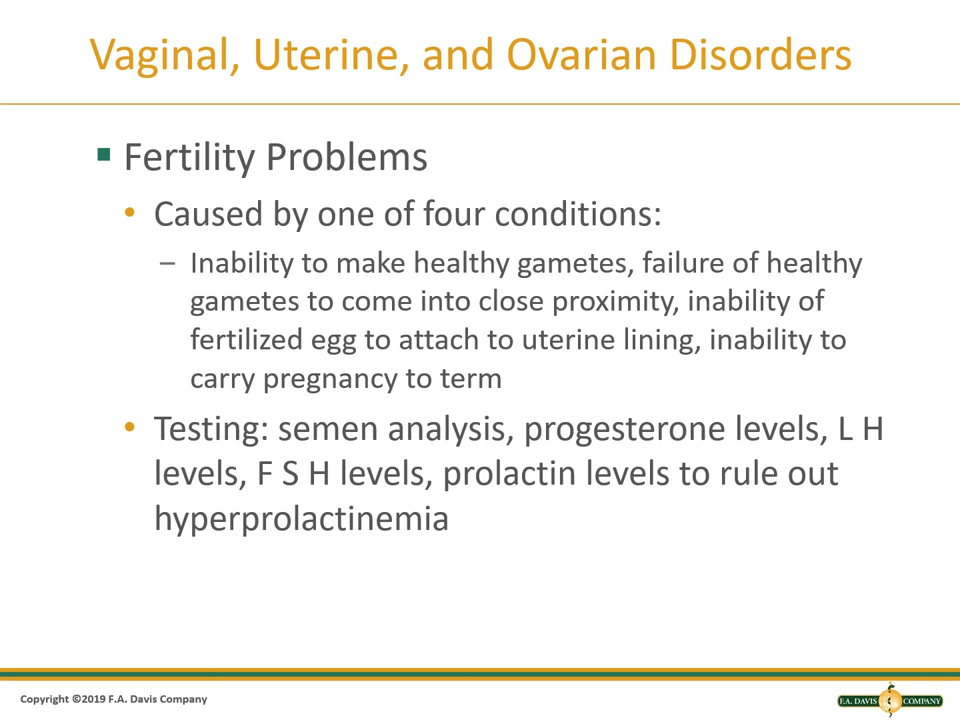 Vaginal, Uterine, and Ovarian Disorders
▪ Fertility Problems
• Caused by one of four conditions:
– Inability to make healthy gametes, failure of healthy
gametes to come into close proximity, inability of
fertilized egg to attach to uterine lining, inability to
carry pregnancy to term
• Testing: semen analysis, progesterone levels, L H
levels, F S H levels, prolactin levels to rule out
hyperprolactinemia
Copyright ©2019 F.A. Davis Company
F.A. DAVIS COMPANY